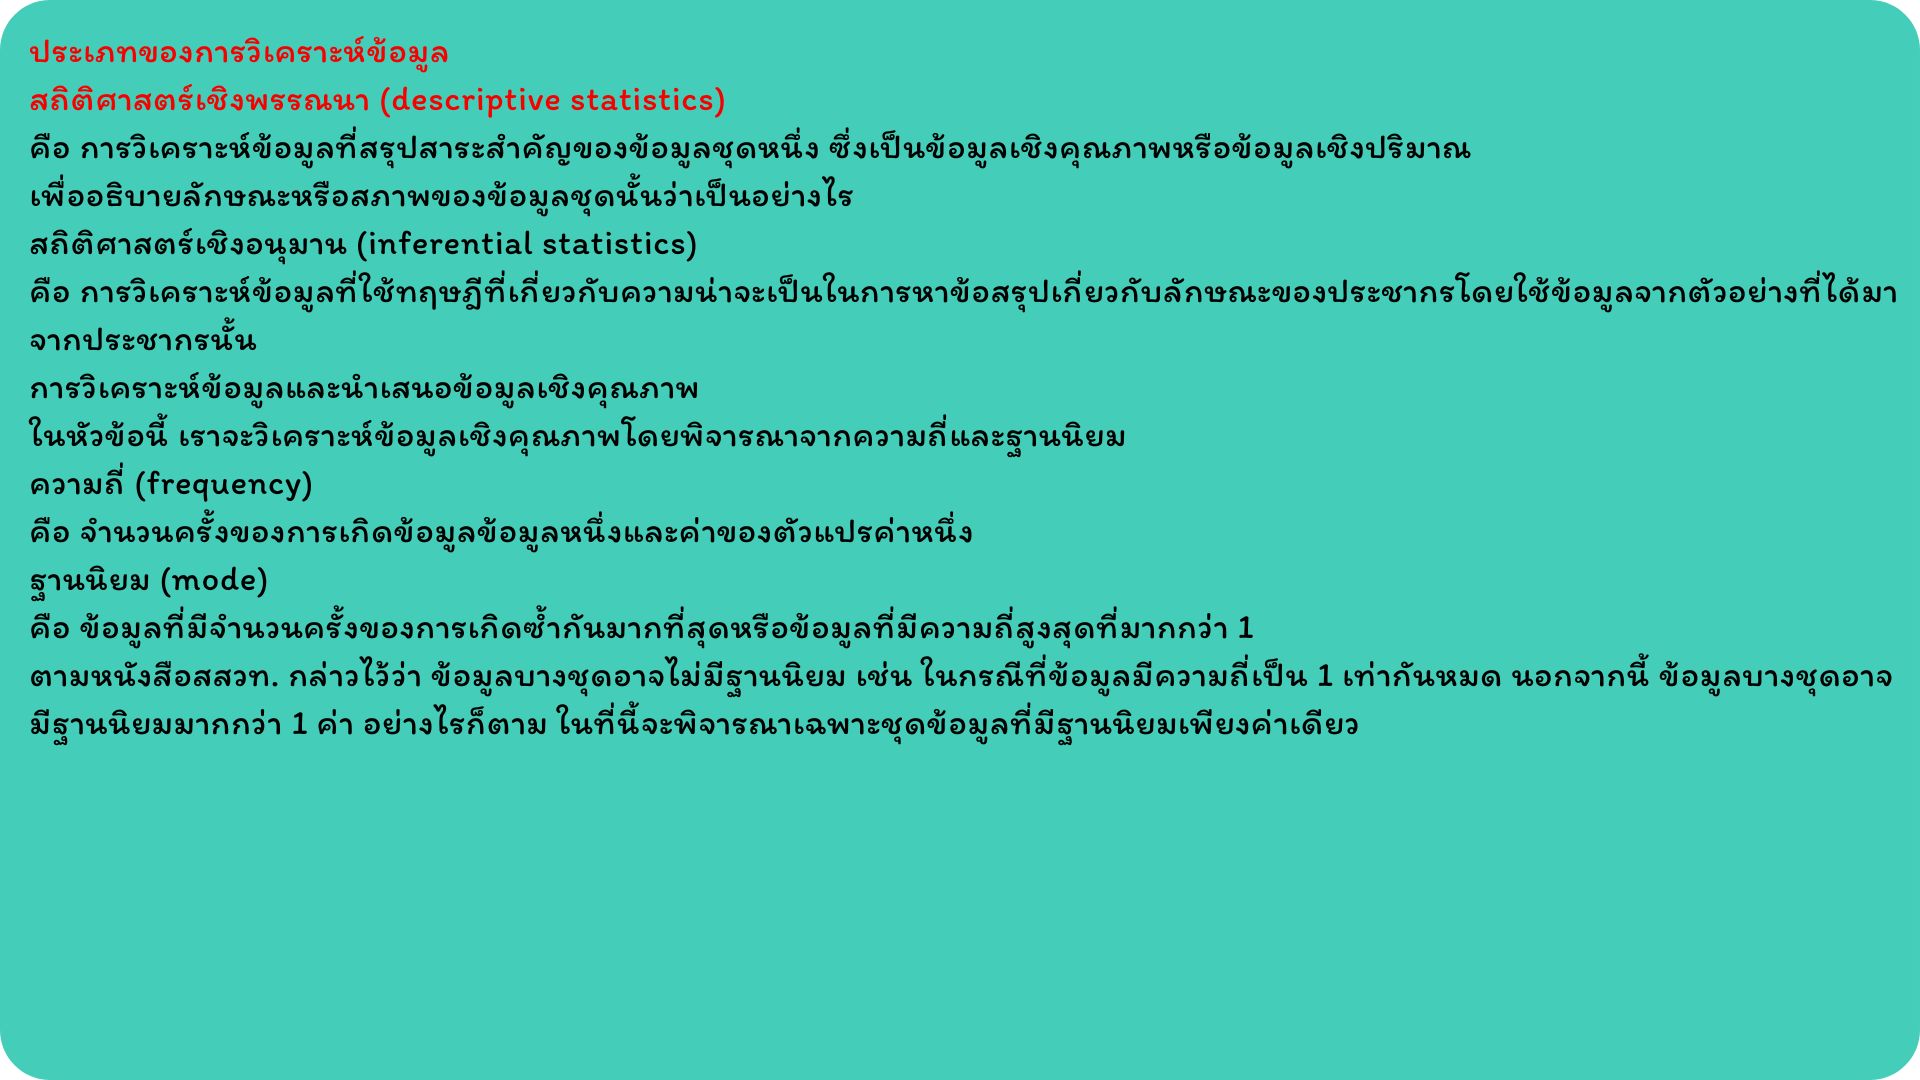 ประเภทของการวิเคราะห์ข้อมูล
สถิติศาสตร์เชิงพรรณนา (descriptive statistics)
คือ การวิเคราะห์ข้อมูลที่สรุปสาระสำคัญของข้อมูลชุดหนึ่ง ซึ่งเป็นข้อมูลเชิงคุณภาพหรือข้อมูลเชิงปริมาณ
เพื่ออธิบายลักษณะหรือสภาพของข้อมูลชุดนั้นว่าเป็นอย่างไร
สถิติศาสตร์เชิงอนุมาน (inferential statistics)
คือ การวิเคราะห์ข้อมูลที่ใช้ทฤษฎีที่เกี่ยวกับความน่าจะเป็นในการหาข้อสรุปเกี่ยวกับลักษณะของประชากรโดยใช้ข้อมูลจากตัวอย่างที่ได้มา
จากประชากรนั้น
การวิเคราะห์ข้อมูลและนำเสนอข้อมูลเชิงคุณภาพ
ในหัวข้อนี้ เราจะวิเคราะห์ข้อมูลเชิงคุณภาพโดยพิจารณาจากความถี่และฐานนิยม
ความถี่ (frequency)
คือ จำนวนครั้งของการเกิดข้อมูลข้อมูลหนึ่งและค่าของตัวแปรค่าหนึ่ง
ฐานนิยม (mode)
คือ ข้อมูลที่มีจำนวนครั้งของการเกิดซ้ำกันมากที่สุดหรือข้อมูลที่มีความถี่สูงสุดที่มากกว่า 1
ตามหนังสือสสวท. กล่าวไว้ว่า ข้อมูลบางชุดอาจไม่มีฐานนิยม เช่น ในกรณีที่ข้อมูลมีความถี่เป็น 1 เท่ากันหมด นอกจากนี้ ข้อมูลบางชุดอาจ
มีฐานนิยมมากกว่า 1 ค่า อย่างไรก็ตาม ในที่นี้จะพิจารณาเฉพาะชุดข้อมูลที่มีฐานนิยมเพียงค่าเดียว